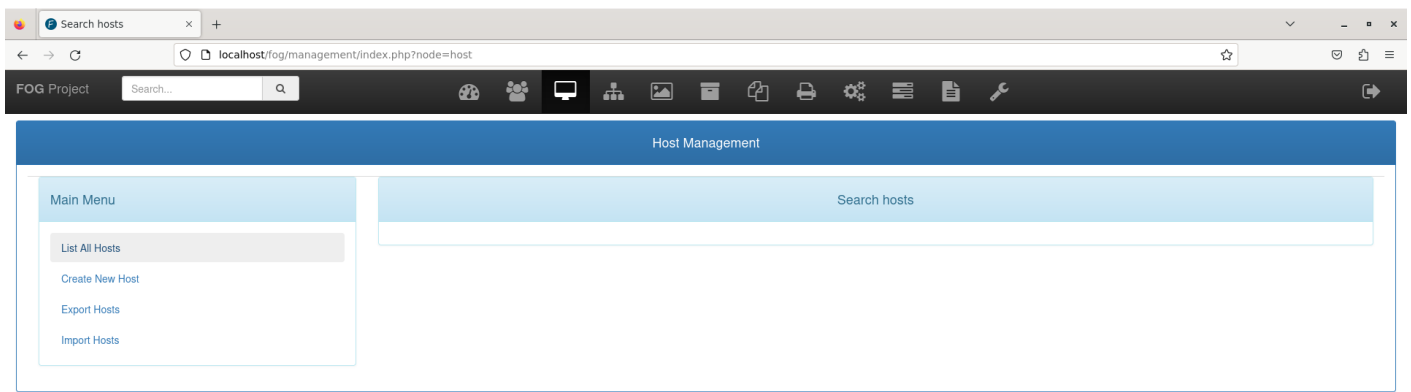 Search hosts
localhost/fog/management/index.php?node=host
FOG Project
Search...
Host Management
Main Menu
List All Hosts
Create New Host
Export Hosts
Import Hosts
Search hosts